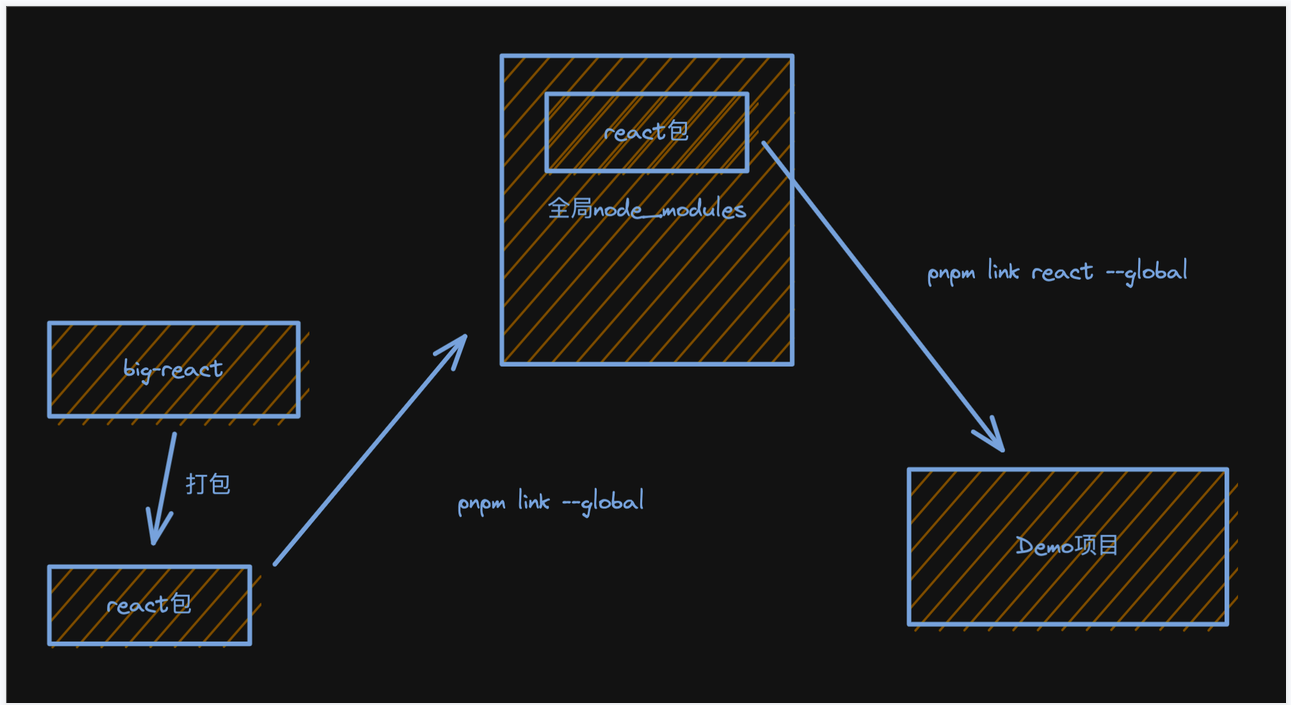 react包
全局node_modules
pnpm link react --global
big-react
打包
pnpm link --global
Demo项目
react包